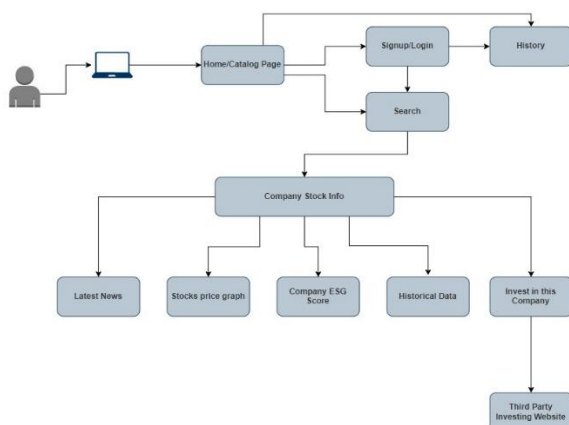 Signup/Login
History
Home/Catalog Page
Search
Company Stock Info
Latest News
Stocks price graph
Company ESG
Score
Historical Data
Invest in this
Company
Third Party
Investing Website